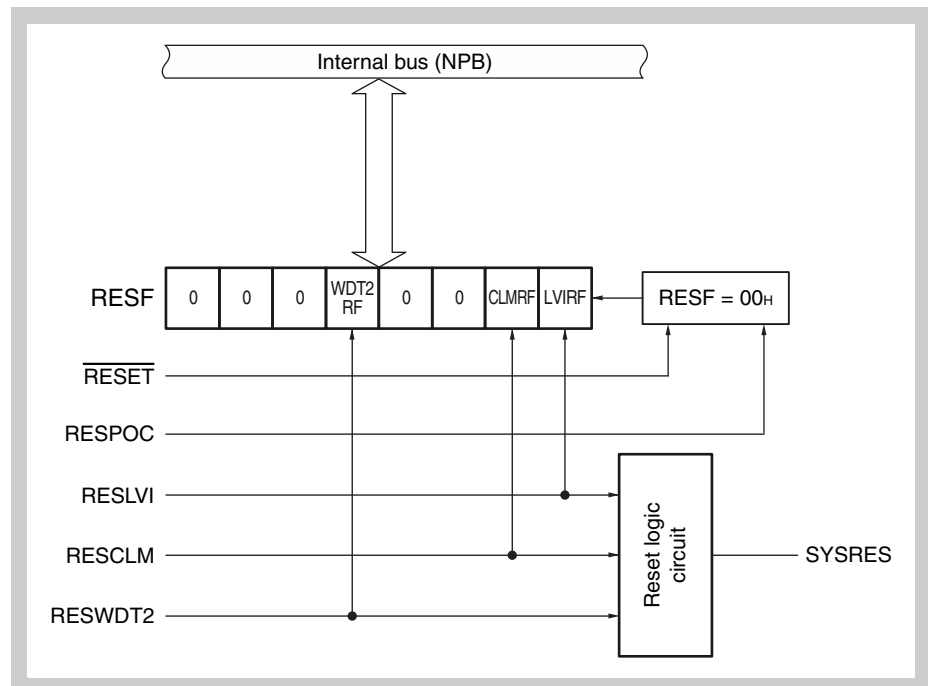 Internal bus (NPB)
RESF
0
0
0
WDT2
RF
0
0
CLMRF
LVIRF
RESF = 00H
RESET
RESPOC
RESLVI
RESCLM
RESWDT2
Reset logic
circuit
SYSRES